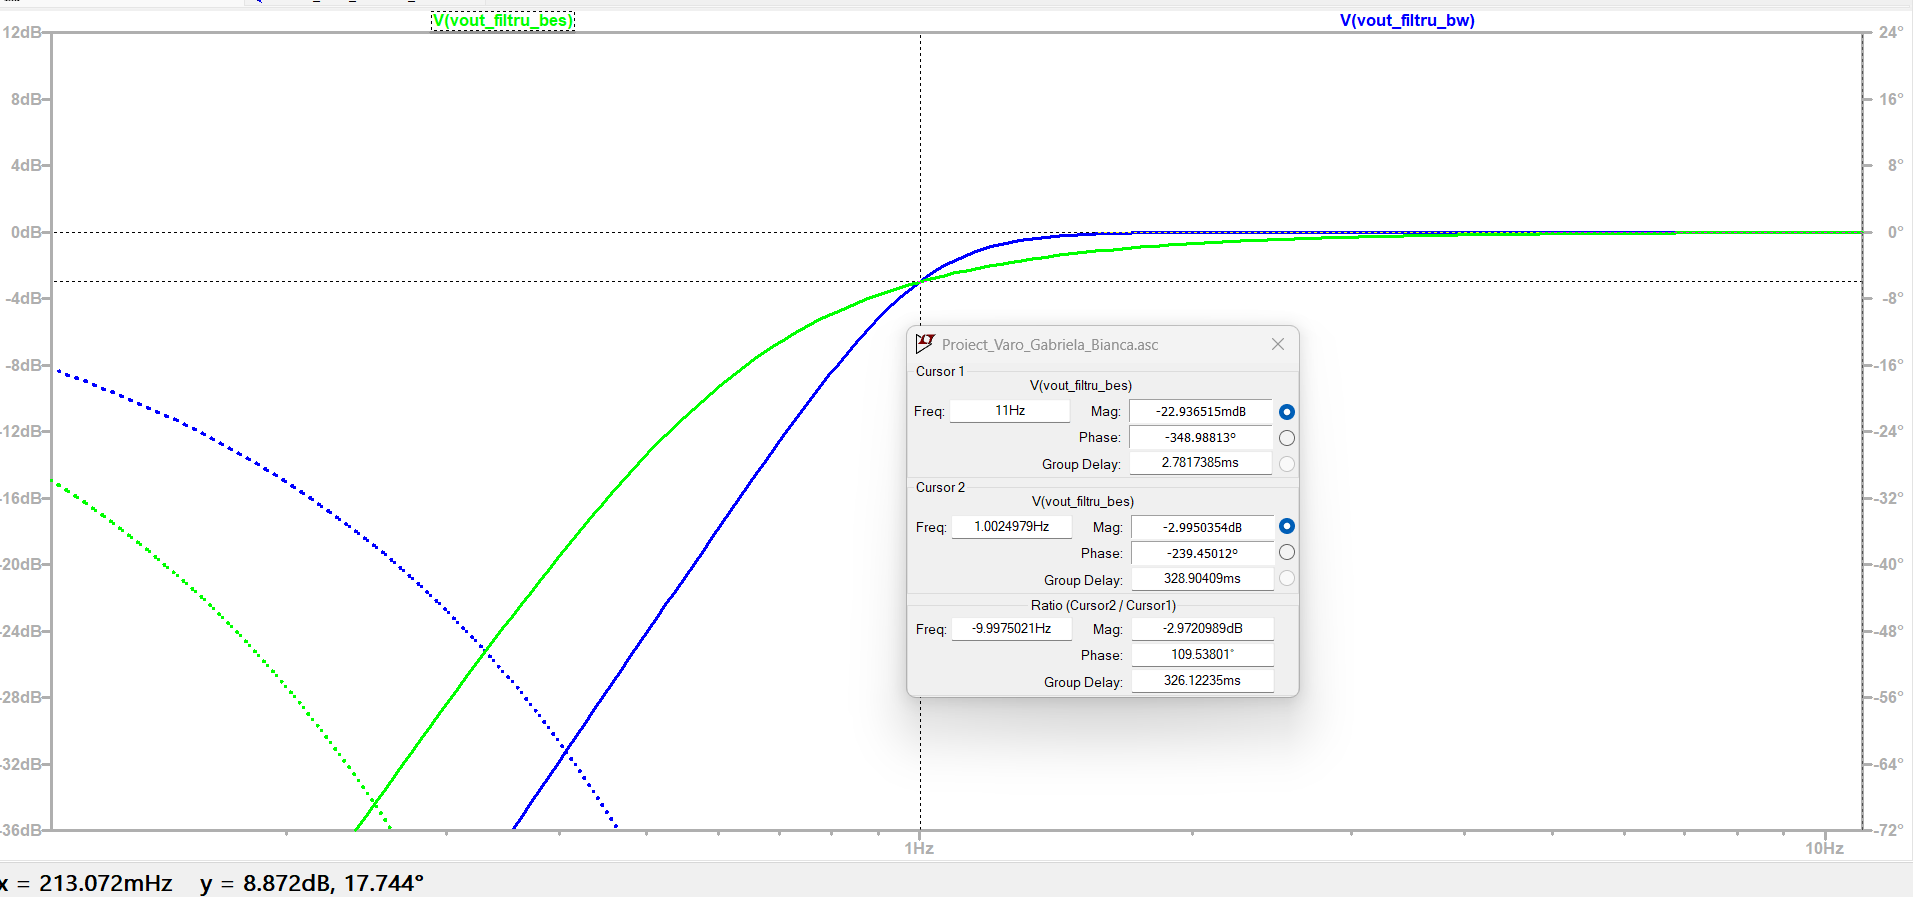 V(vout_filtru_bes) V(vout_filtru_bw)
12dB 24°
8dB 16°
4dB 8°
0dB 0°
-4dB -8°
-8dB -16°
-12dB -24°
-16dB -32°
-20dB -40°
-24dB -48°
-28dB -56°
-32dB -64°
-36dB -72°
1Hz 10Hz
Proiect_Varo_Gabriela_Bianca.asc
Cursor 1
V(vout_filtru_bes)
Freq: 11Hz Mag: -22.936515mdB
Phase: -348.98813°
Group Delay: 2.7817385ms
Cursor 2
V(vout_filtru_bes)
Freq: 1.0024979Hz Mag: -2.9950354dB
Phase: -239.45012°
Group Delay: 328.90409ms
Ratio (Cursor2 / Cursor1)
Freq: -9.9975021Hz Mag: -2.9720989dB
Phase: 109.53801°
Group Delay: 326.12235ms
x = 213.072mHz y = 8.872dB, 17.744°